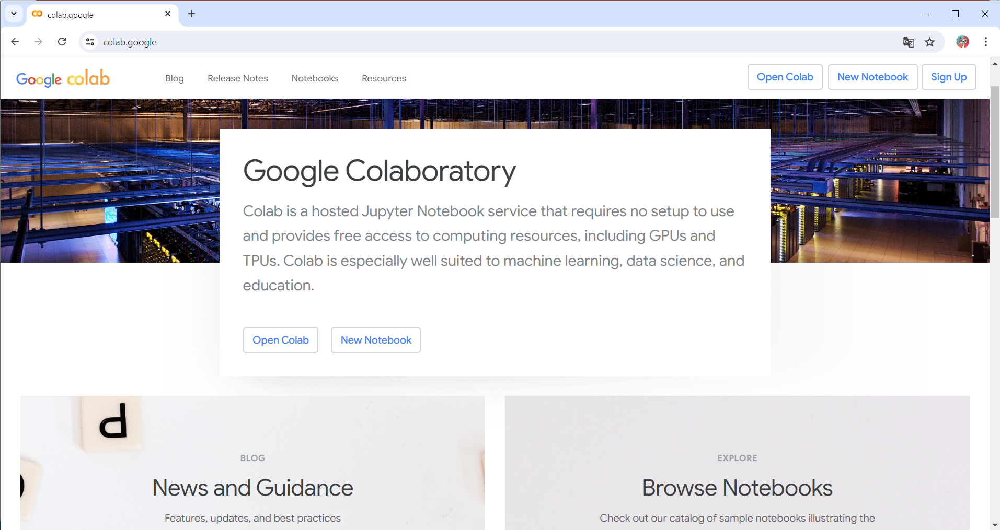 colab.google
colab.google
Google colab
Blog
Release Notes
Notebooks
Resources
Open Colab
New Notebook
Sign Up
Google Colaboratory
Colab is a hosted Jupyter Notebook service that requires no setup to use
and provides free access to computing resources, including GPUs and
TPUs. Colab is especially well suited to machine learning, data science, and
education.
Open Colab
New Notebook
d
BLOG
News and Guidance
Features, updates, and best practices
EXPLORE
Browse Notebooks
Check out our catalog of sample notebooks illustrating the